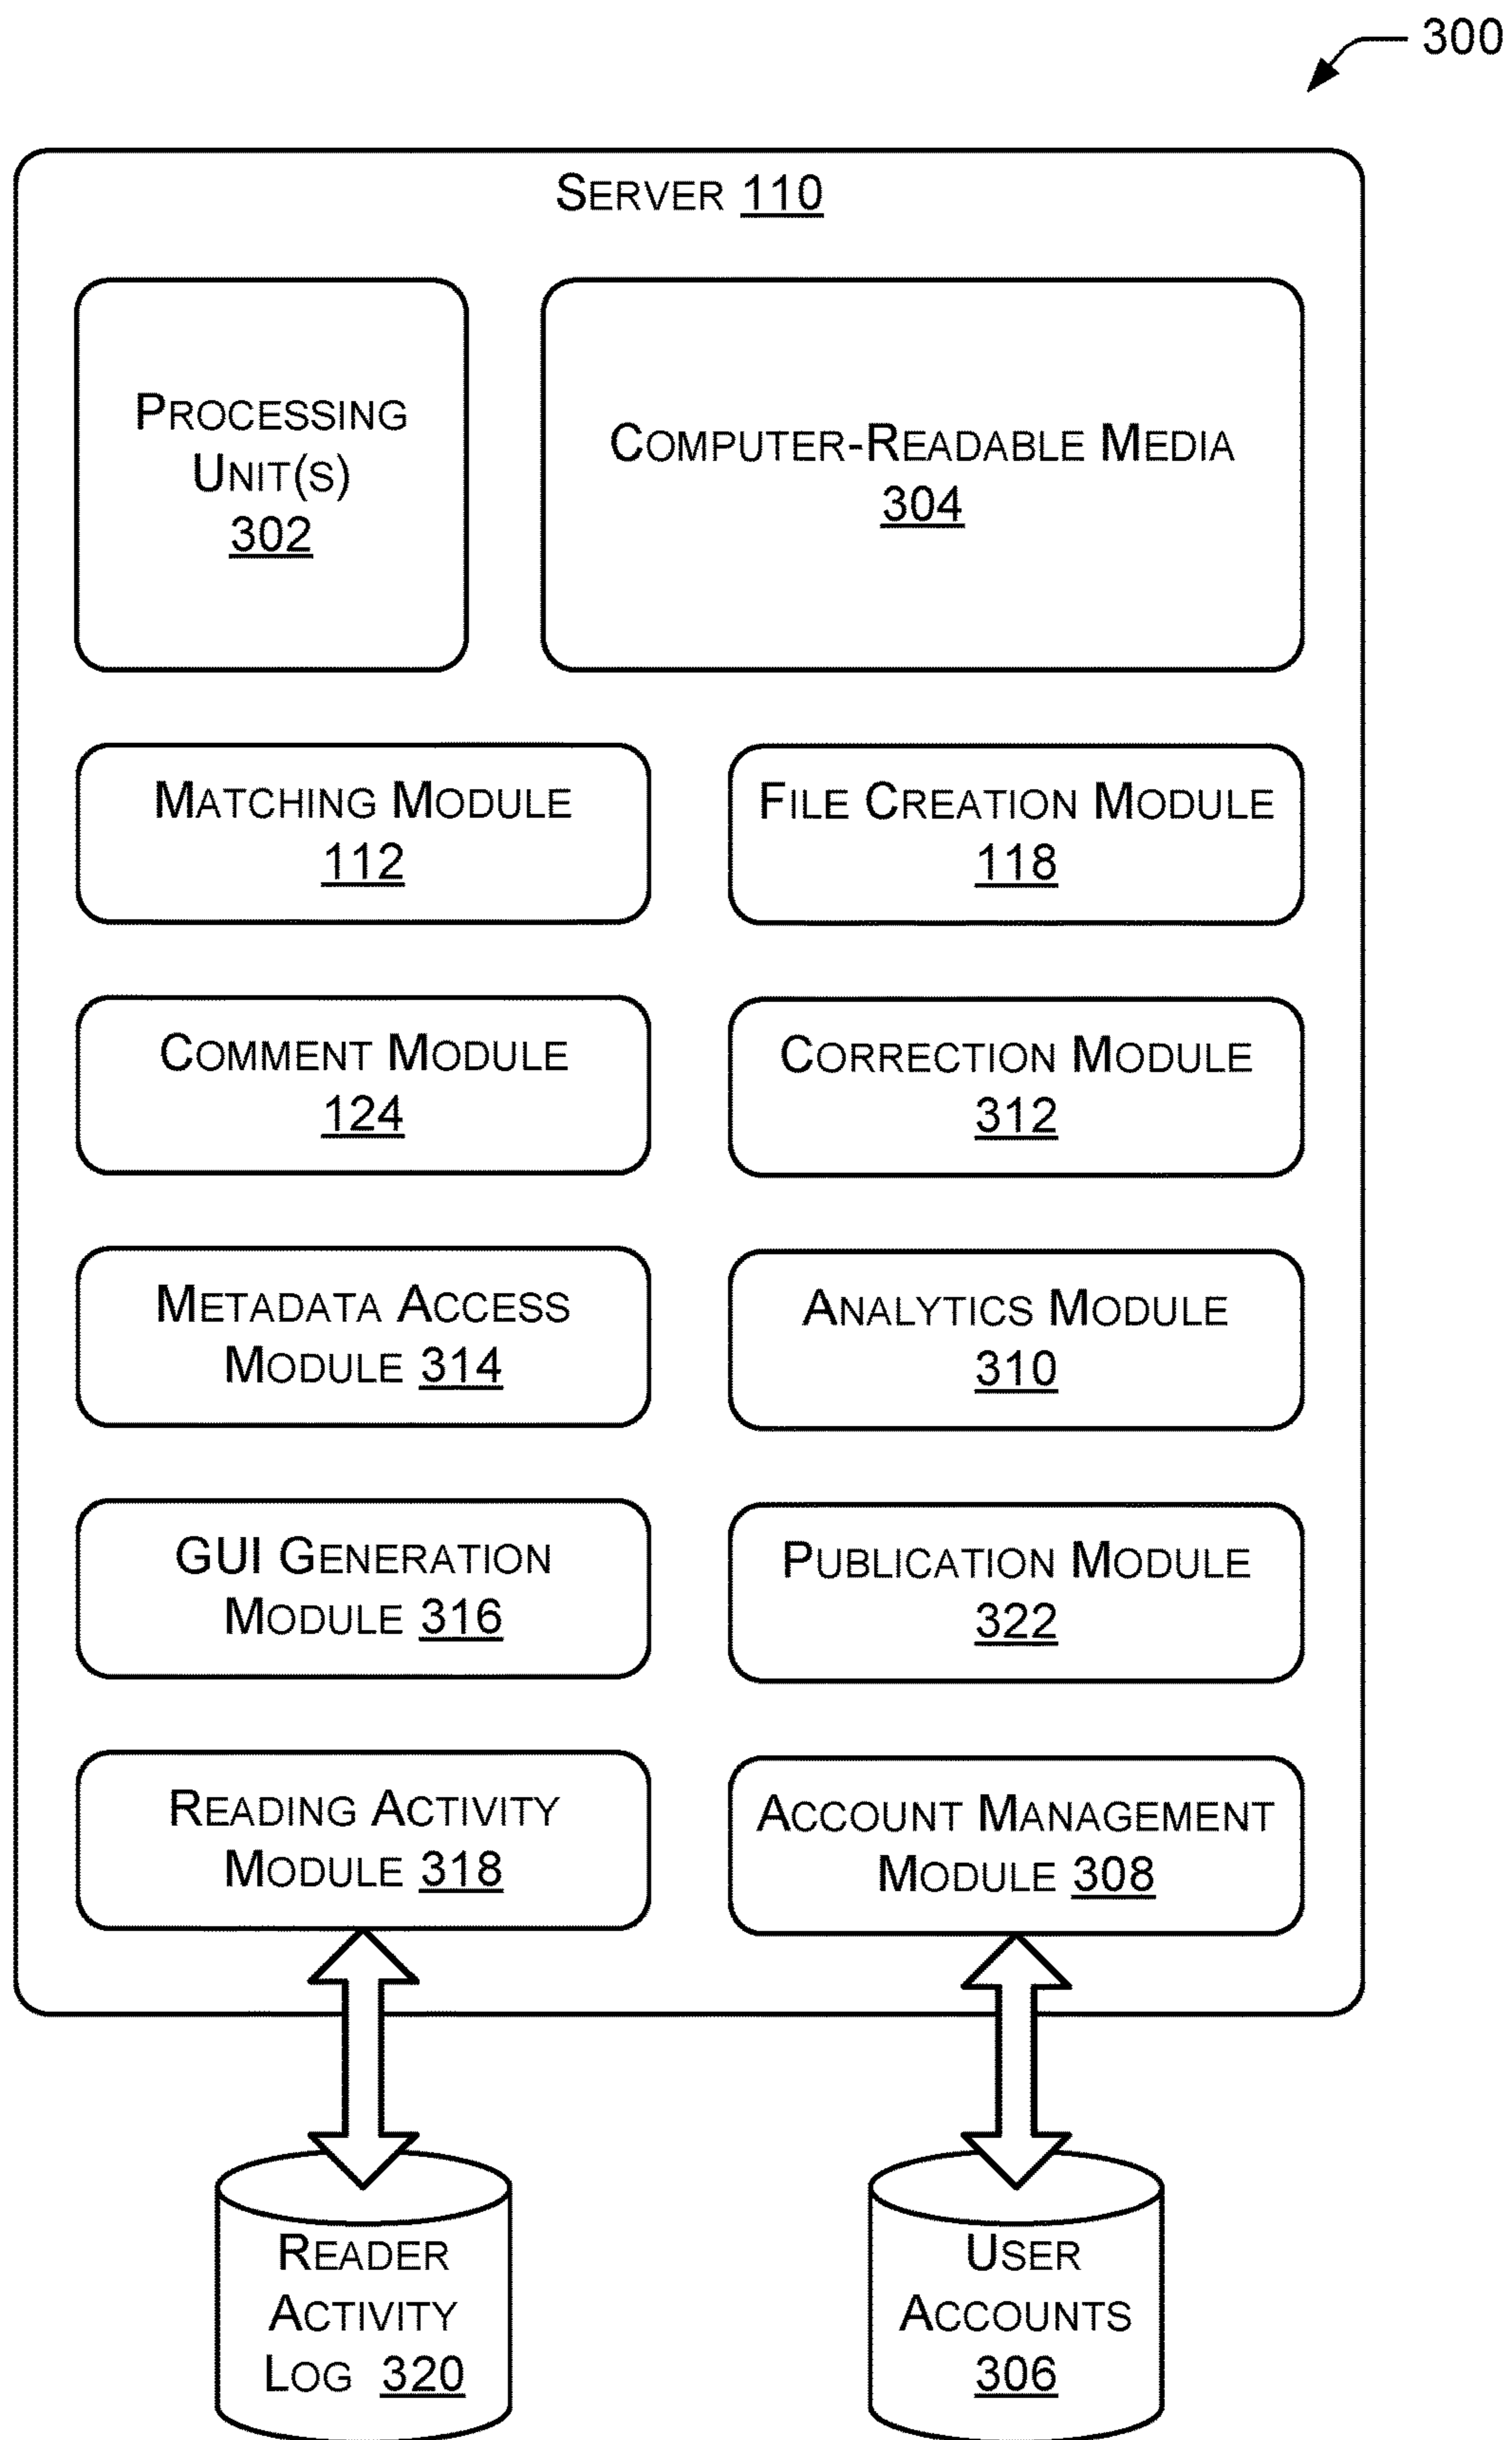 300
SERVER 110
PROCESSING
UNIT(S)
302
COMPUTER-READABLE MEDIA
304
MATCHING MODULE
112
FILE CREATION MODULE
118
COMMENT MODULE
124
CORRECTION MODULE
312
METADATA ACCESS
MODULE 314
ANALYTICS MODULE
310
GUI GENERATION
MODULE 316
PUBLICATION MODULE
322
READING ACTIVITY
MODULE 318
ACCOUNT MANAGEMENT
MODULE 308
READER
ACTIVITY
LOG 320
USER
ACCOUNTS
306